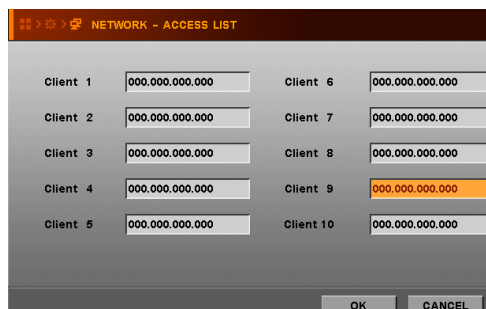 NETWORK - ACCESS LIST
Client 1 000.000.000.000 Client 6 000.000.000.000
Client 2 000.000.000.000 Client 7 000.000.000.000
Client 3 000.000.000.000 Client 8 000.000.000.000
Client 4 000.000.000.000 Client 9 000.000.000.000
Client 5 000.000.000.000 Client 10 000.000.000.000
OK CANCEL